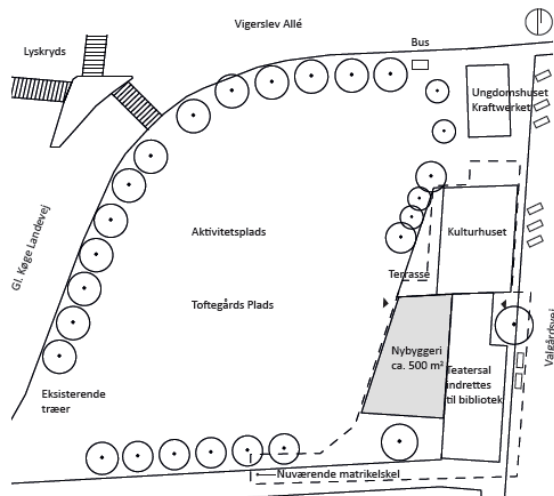 Vigerslev Allé
Lyskryds
Bus
Ungdomshuset
Kraftwerket
Gl. Køge Landevej
Aktivitetsplads
Kulturhuset
Terrasse
Toftegårds Plads
Nybyggeri
ca. 500 m²
Teatersal
indrettes
til bibliotek
Valgårdsvej
Eksisterende
træer
Nuværende matrikelskel